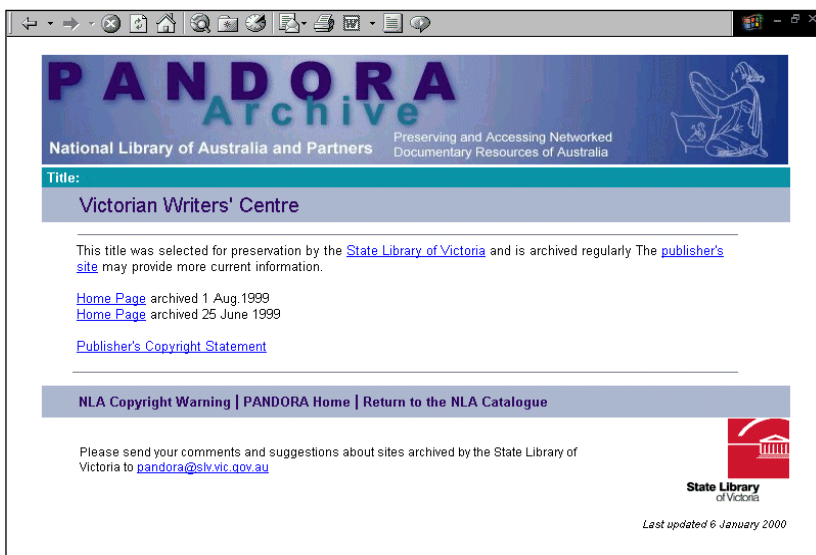 PANDORA
Archive
National Library of Australia and Partners
Preserving and Accessing Networked
Documentary Resources of Australia
Title:
Victorian Writers' Centre
This title was selected for preservation by the State Library of Victoria and is archived regularly The publisher's
site may provide more current information.
Home Page archived 1 Aug.1999
Home Page archived 25 June 1999
Publisher's Copyright Statement
NLA Copyright Warning | PANDORA Home | Return to the NLA Catalogue
Please send your comments and suggestions about sites archived by the State Library of
Victoria to pandora@slv.vic.gov.au
State Library
of Victoria
Last updated 6 January 2000